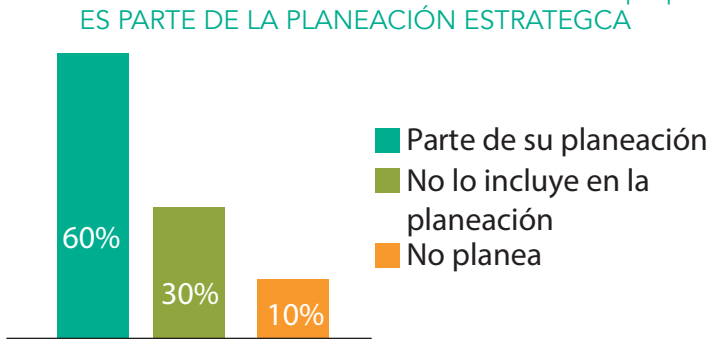 ES PARTE DE LA PLANEACIÓN ESTRATEGCA
60%
30%
10%
Parte de su planeación
No lo incluye en la
planeación
No planea